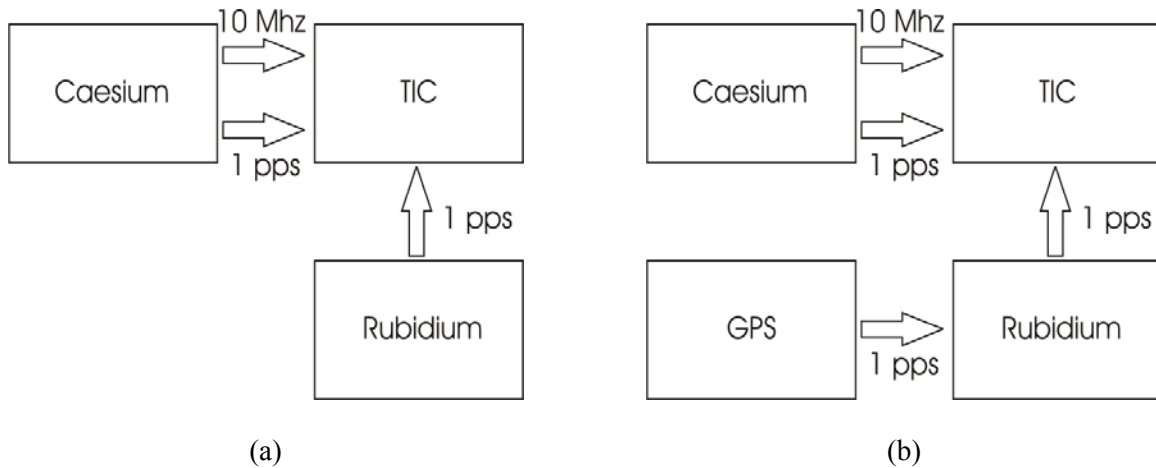 10 Mhz
Caesium
TIC
1 pps
1 pps
Rubidium
(a)
10 Mhz
Caesium
TIC
1 pps
1 pps
GPS
Rubidium
1 pps
(b)